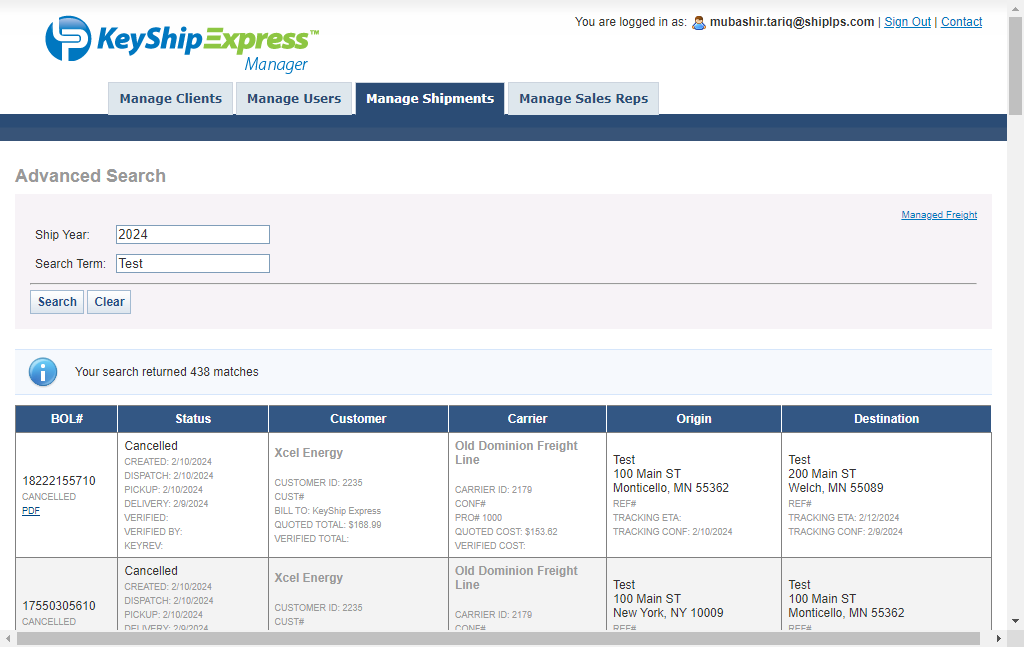 You are logged in as: mubashir.tariq@shiplps.com | Sign Out | Contact
KeyShipExpress™
Manager
Manage Clients
Manage Users
Manage Shipments
Manage Sales Reps
Advanced Search
Managed Freight
Ship Year: 2024
Search Term: Test
Search Clear
Your search returned 438 matches
BOL# Status Customer Carrier Origin Destination
18222155710
CANCELLED
PDF
Cancelled
CREATED: 2/10/2024
DISPATCH: 2/10/2024
PICKUP: 2/10/2024
DELIVERY: 2/9/2024
VERIFIED:
VERIFIED BY:
KEYREV:
Xcel Energy
CUSTOMER ID: 2235
CUST#
BILL TO: KeyShip Express
QUOTED TOTAL: $168.99
VERIFIED TOTAL:
Old Dominion Freight
Line
CARRIER ID: 2179
CONF#
PRO# 1000
QUOTED COST: $153.62
VERIFIED COST:
Test
100 Main ST
Monticello, MN 55362
REF#
TRACKING ETA:
TRACKING CONF: 2/10/2024
Test
200 Main ST
Welch, MN 55089
REF#
TRACKING ETA: 2/12/2024
TRACKING CONF: 2/9/2024
17550305610
CANCELLED
Cancelled
CREATED: 2/10/2024
DISPATCH: 2/10/2024
PICKUP: 2/10/2024
DELIVERY: 2/9/2024
Xcel Energy
CUSTOMER ID: 2235
CUST#
Old Dominion Freight
Line
CARRIER ID: 2179
CONF#
Test
100 Main ST
New York, NY 10009
REF#
Test
100 Main ST
Monticello, MN 55362
REF#